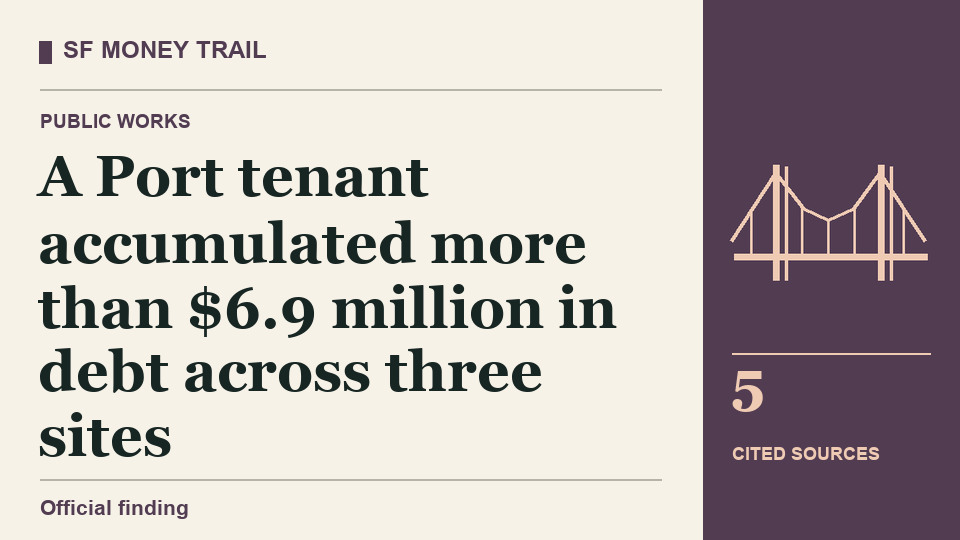 SF MONEY TRAIL
PUBLIC WORKS
A Port tenant
accumulated more
than $6.9 million in
debt across three
sites
Official finding
5
CITED SOURCES